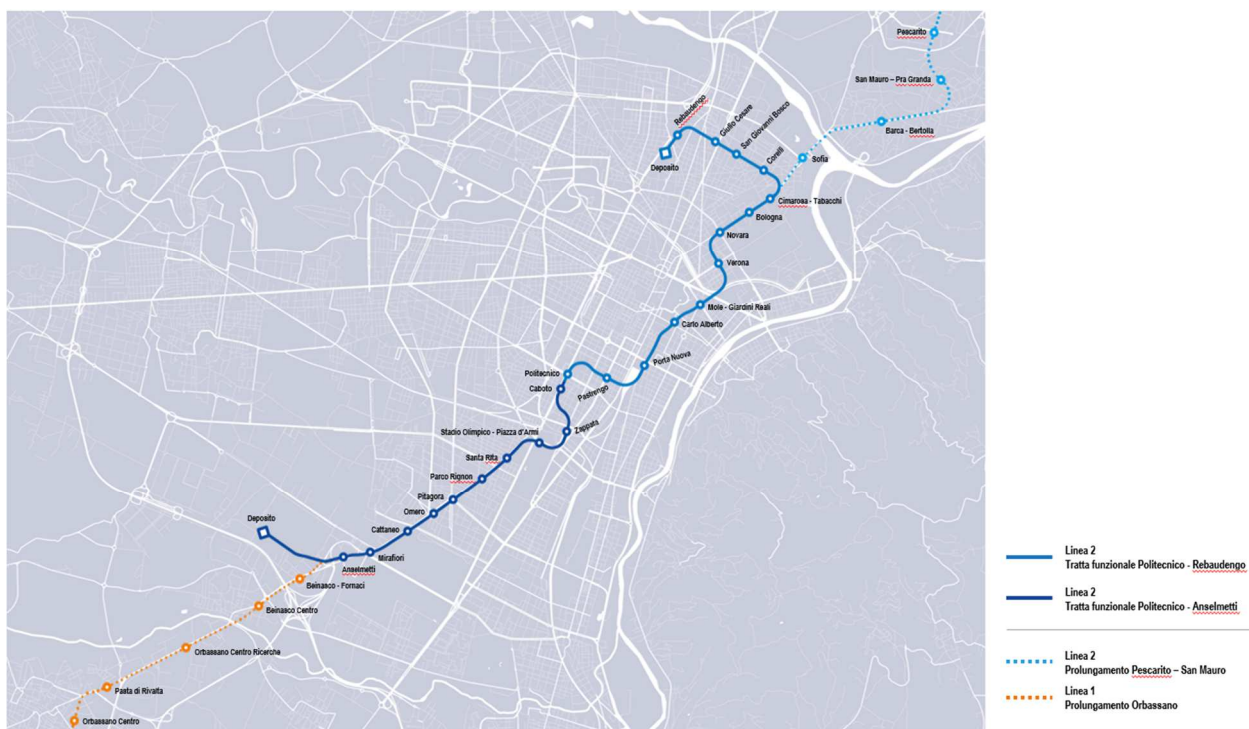 Pescarito
San Mauro – Pra Granda
Barca - Bertolla
Sofia
Rebaudengo
Giulio Cesare
San Giovanni Bosco
Corelli
Deposito
Cimarosa - Tabacchi
Bologna
Novara
Verona
Mole - Giardini Reali
Carlo Alberto
Porta Nuova
Politecnico
Pastrengo
Caboto
Zappata
Stadio Olimpico - Piazza d'Armi
Santa Rita
Parco Rignon
Pitagora
Omero
Cattaneo
Deposito
Mirafiori
Anselmetti
Beinasco - Fornaci
Beinasco Centro
Orbassano Centro Ricerche
Pasta di Rivalta
Orbassano Centro
Linea 2
Tratta funzionale Politecnico - Rebaudengo
Linea 2
Tratta funzionale Politecnico - Anselmetti
Linea 2
Prolungamento Pescarito – San Mauro
Linea 1
Prolungamento Orbassano